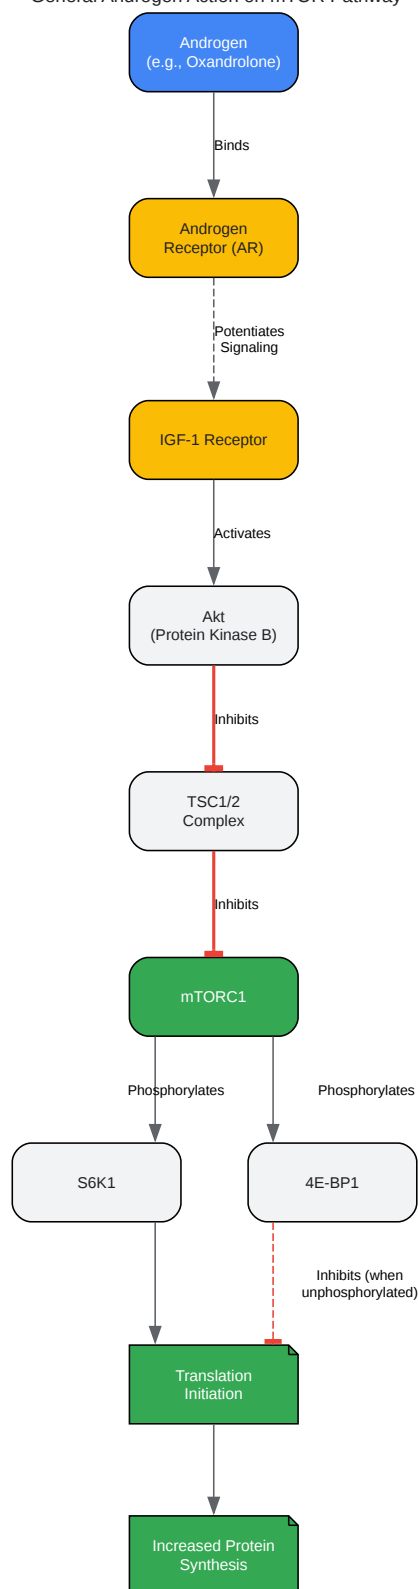 General Androgen Action on mTOR Pathway
Androgen
(e.g., Oxandrolone)
Binds
Androgen
Receptor (AR)
Potentiates
Signaling
IGF-1 Receptor
Activates
Akt
(Protein Kinase B)
Inhibits
TSC1/2
Complex
Inhibits
mTORC1
Phosphorylates
Phosphorylates
S6K1
4E-BP1
Inhibits (when
unphosphorylated)
Translation
Initiation
Increased Protein
Synthesis